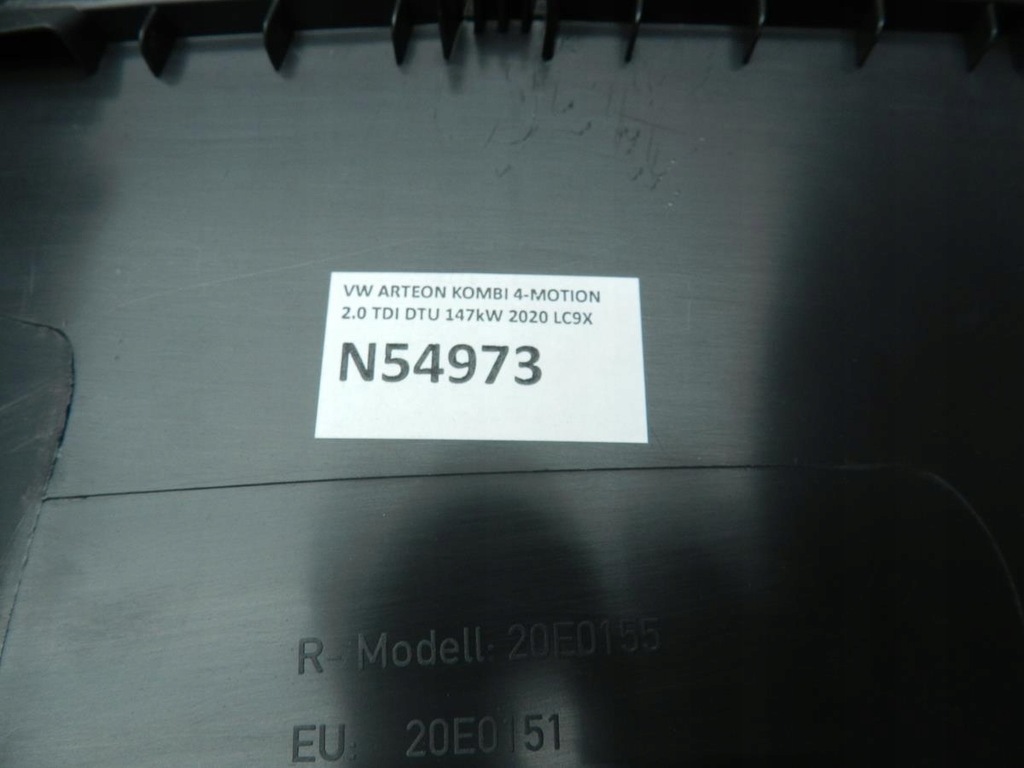 VW ARTEON KOMBI 4-MOTION
2.0 TDI DTU 147kW 2020 LC9X
N54973
R-Modell: 20E0155
EU: 20E0151